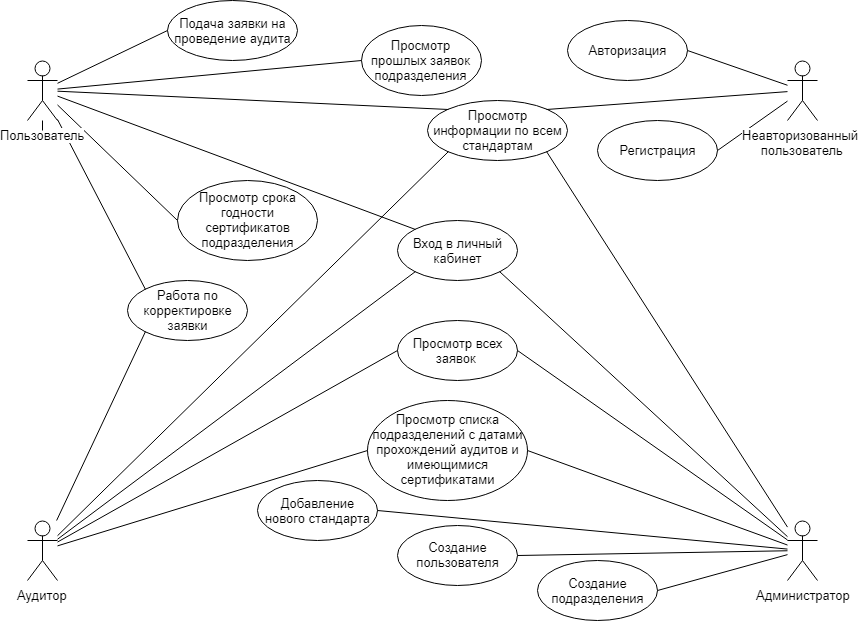 Подача заявки на
проведение аудита
Просмотр
прошлых заявок
подразделения
Авторизация
Пользователь
Просмотр
информации по всем
стандартам
Регистрация
Неавторизованный
пользователь
Просмотр срока
годности
сертификатов
подразделения
Вход в личный
кабинет
Работа по
корректировке
заявки
Просмотр всех
заявок
Просмотр списка
подразделений с датами
прохождений аудитов и
имеющимися
сертификатами
Добавление
нового стандарта
Создание
пользователя
Создание
подразделения
Аудитор
Администратор